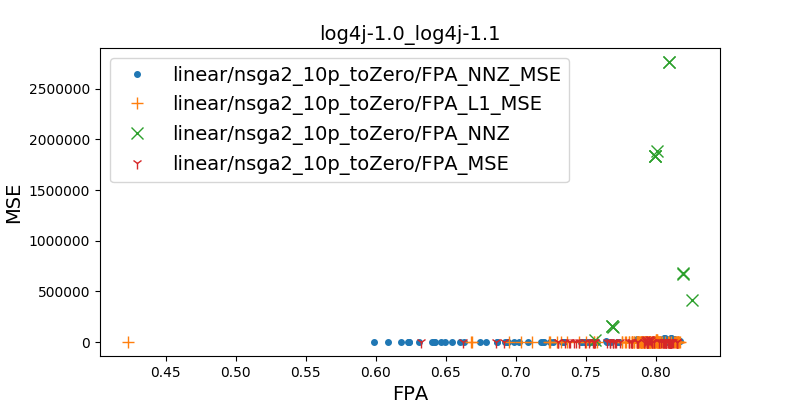 log4j-1.0_log4j-1.1
linear/nsga2_10p_toZero/FPA_NNZ_MSE
linear/nsga2_10p_toZero/FPA_L1_MSE
linear/nsga2_10p_toZero/FPA_NNZ
linear/nsga2_10p_toZero/FPA_MSE
MSE
2500000
2000000
1500000
1000000
500000
0
0.45 0.50 0.55 0.60 0.65 0.70 0.75 0.80
FPA